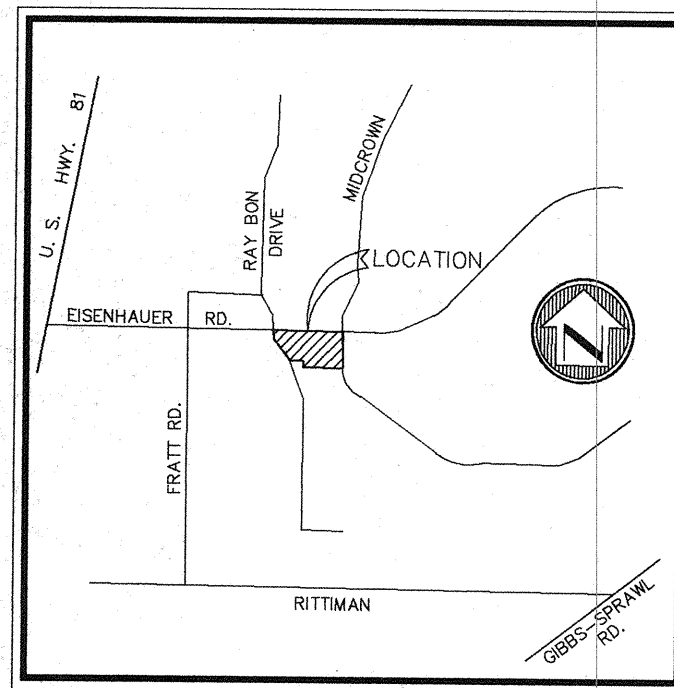 U. S. HWY. 81
RAY BON
DRIVE
MIDCROWN
LOCATION
EISENHAUER RD.
N
FRATT RD.
RITTIMAN
GIBBS-SPRAWL
RD.